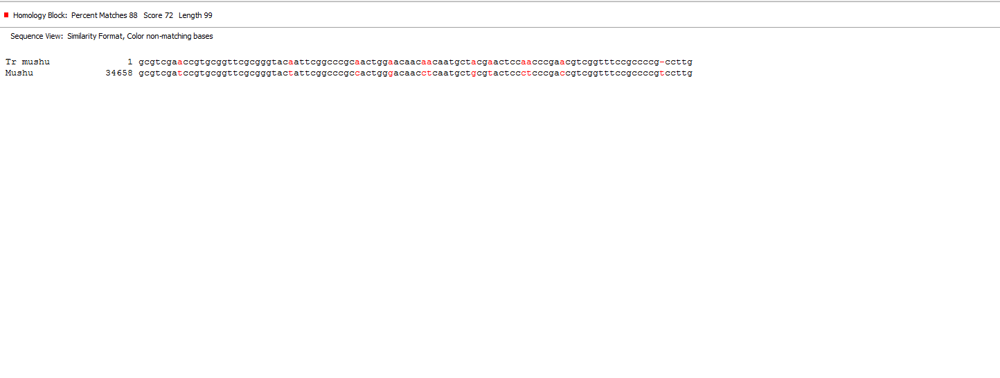 Homology Block: Percent Matches 88 Score 72 Length 99
Sequence View: Similarity Format, Color non-matching bases
Tr mushu 1 gcgtcgaaccgtgcggttcgcgggtacaattcggcccgcaactggaacaacaacaatgctacgaactccaacccgaacgtcggtttccgccccg-ccttg
Mushu 34658 gcgtcgatccgtgcggttcgcgggtactattcggcccgccactgggacaacctcaatgctgcgtactccctcccgaccgtcggtttccgccccgtccttg